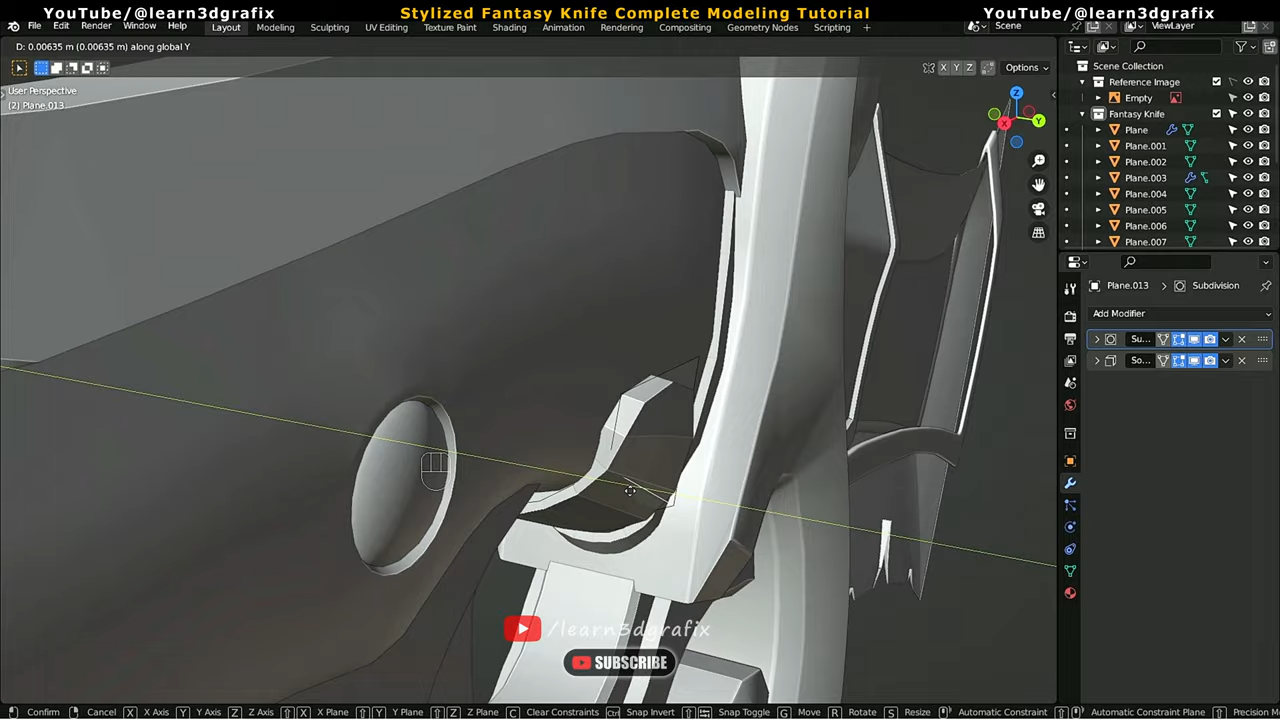 YouTube/@learn3dgrafix Stylized Fantasy Knife Complete Modeling Tutorial YouTube/@learn3dgrafix
File Edit Render Window Help Layout Modeling Sculpting UV Editing Texture Paint Shading Animation Rendering Compositing Geometry Nodes Scripting + Scene ViewLayer
D: 0.00635 m (0.00635 m) along global Y
X Y Z Options
User Perspective
(2) Plane.013
Scene Collection
Reference Image
Empty
Fantasy Knife
Plane
Plane.001
Plane.002
Plane.003
Plane.004
Plane.005
Plane.006
Plane.007
Z
Y
X
Plane.013 > Subdivision
Add Modifier
Su...
So...
/learn3dgrafix
SUBSCRIBE
Confirm Cancel X X Axis Y Y Axis Z Z Axis X X Plane Y Y Plane Z Z Plane C Clear Constraints Ctrl Snap Invert Snap Toggle G Move R Rotate S Resize Automatic Constraint Automatic Constraint Plane Precision M